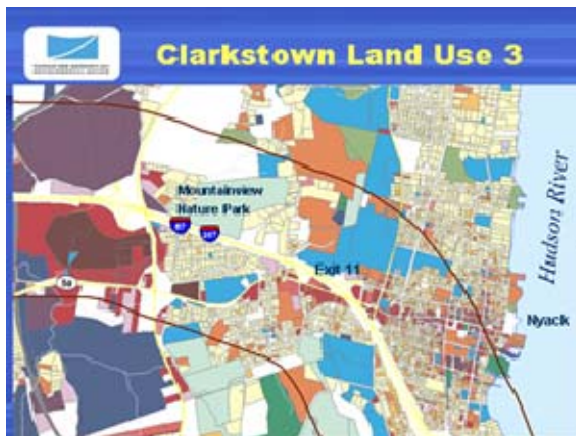 Clarkstown Land Use 3
Mountainview
Nature Park
87
287
Exit 11
59
Hudson River
Nyack